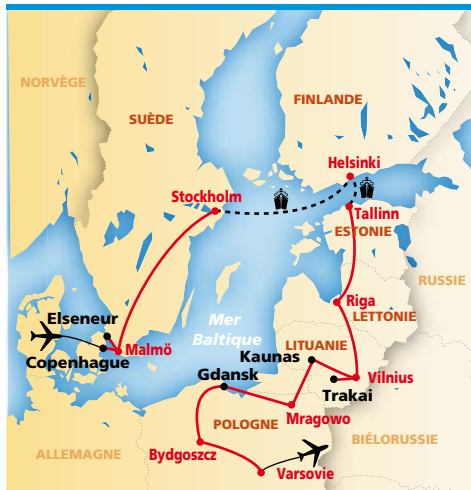 NORVÈGE
FINLANDE
SUÈDE
Helsinki
Stockholm
Tallinn
ESTONIE
RUSSIE
Riga
LETTONIE
Elseneur
Mer
Baltique
Malmö
Copenhague
LITUANIE
Kaunas
Gdansk
Vilnius
Trakai
Mragowo
POLOGNE
BIÉLORUSSIE
Bydgoszcz
ALLEMAGNE
Varsovie